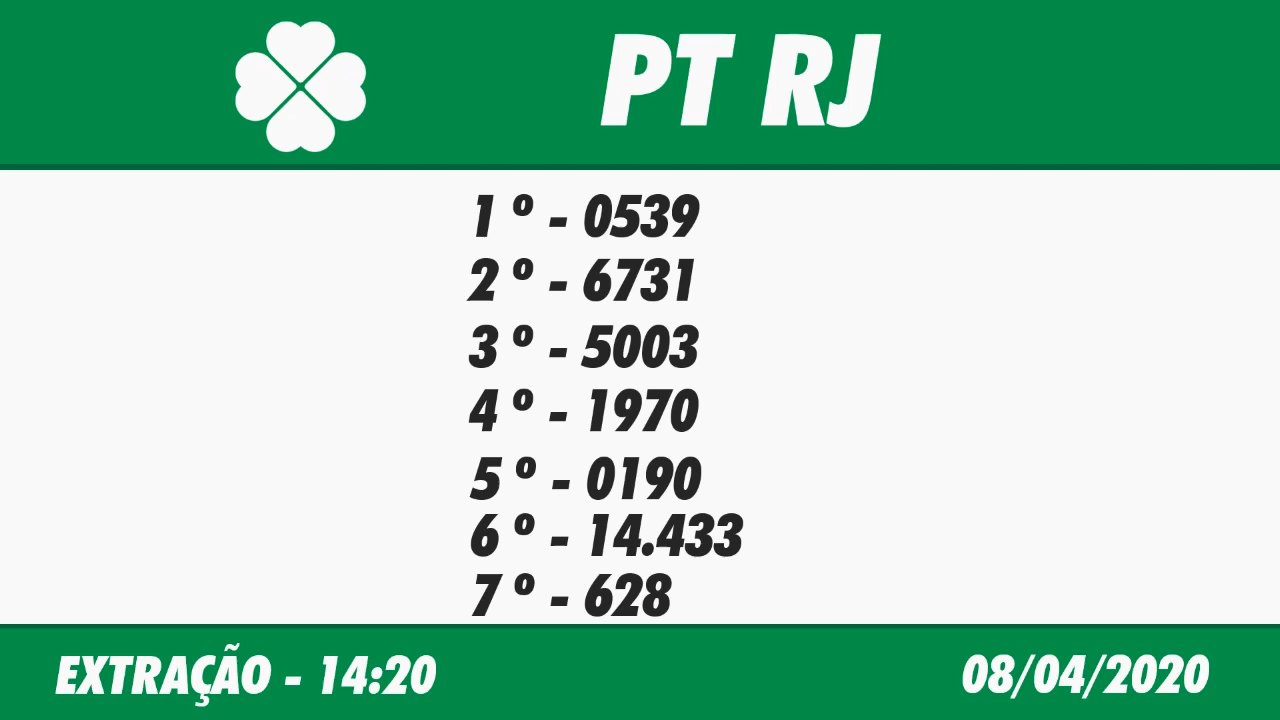 PT RJ
1 º - 0539
2 º - 6731
3 º - 5003
4 º - 1970
5 º - 0190
6 º - 14.433
7 º - 628
EXTRAÇÃO - 14:20
08/04/2020